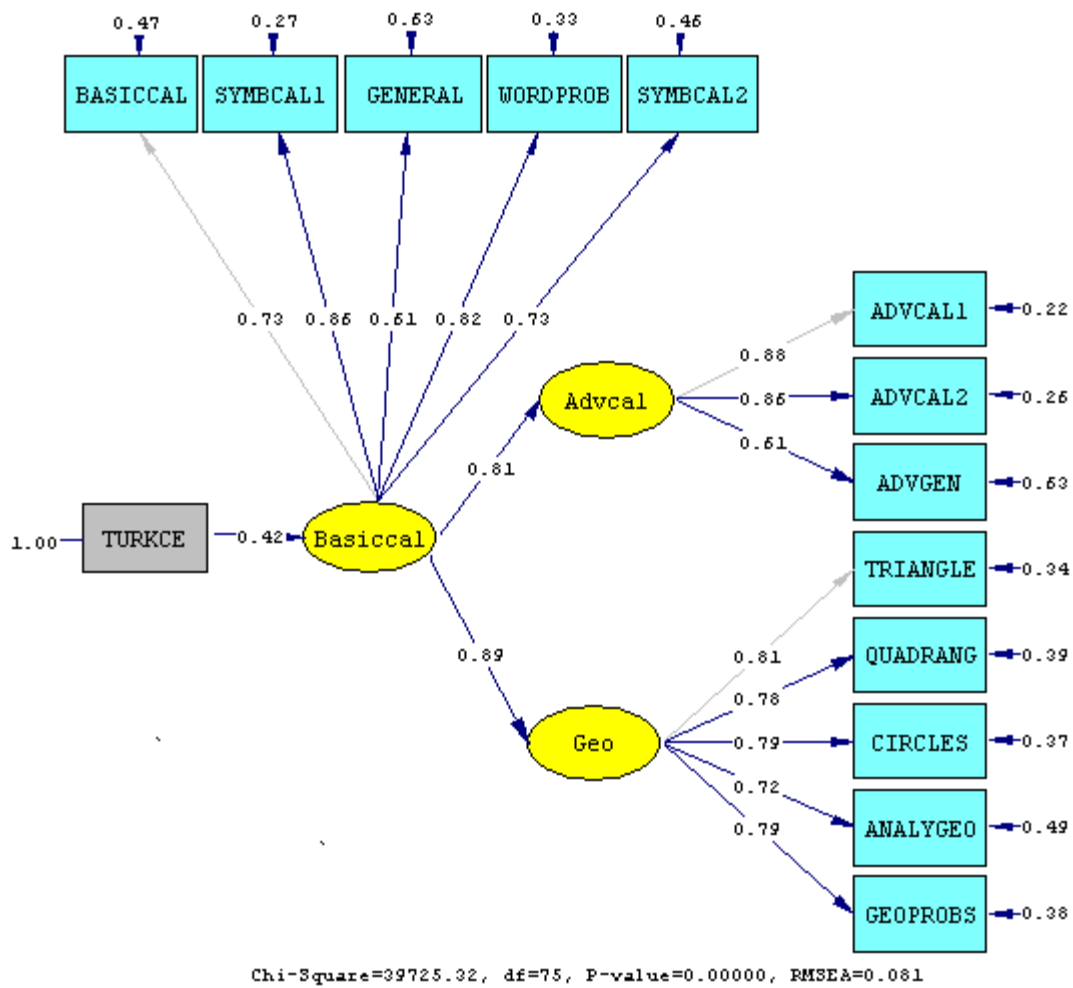 0.47 0.27 0.63 0.33 0.46
BASICCAL SYMBCAL1 GENERAL WORDPROB SYMBCAL2
0.73 0.86 0.61 0.82 0.73
ADVCAL1 0.22
0.88
Advcal 0.86 ADVCAL2 0.26
0.61
0.81 ADVGEN 0.63
1.00 TURKCE 0.42 Basiccal
TRIANGLE 0.34
0.89 0.81 QUADRANG 0.39
0.78
Geo 0.79 CIRCLES 0.37
0.72
0.79 ANALYGEO 0.49
GEOPROBS 0.38
Chi-Square=39725.32, df=75, P-value=0.00000, RMSEA=0.081